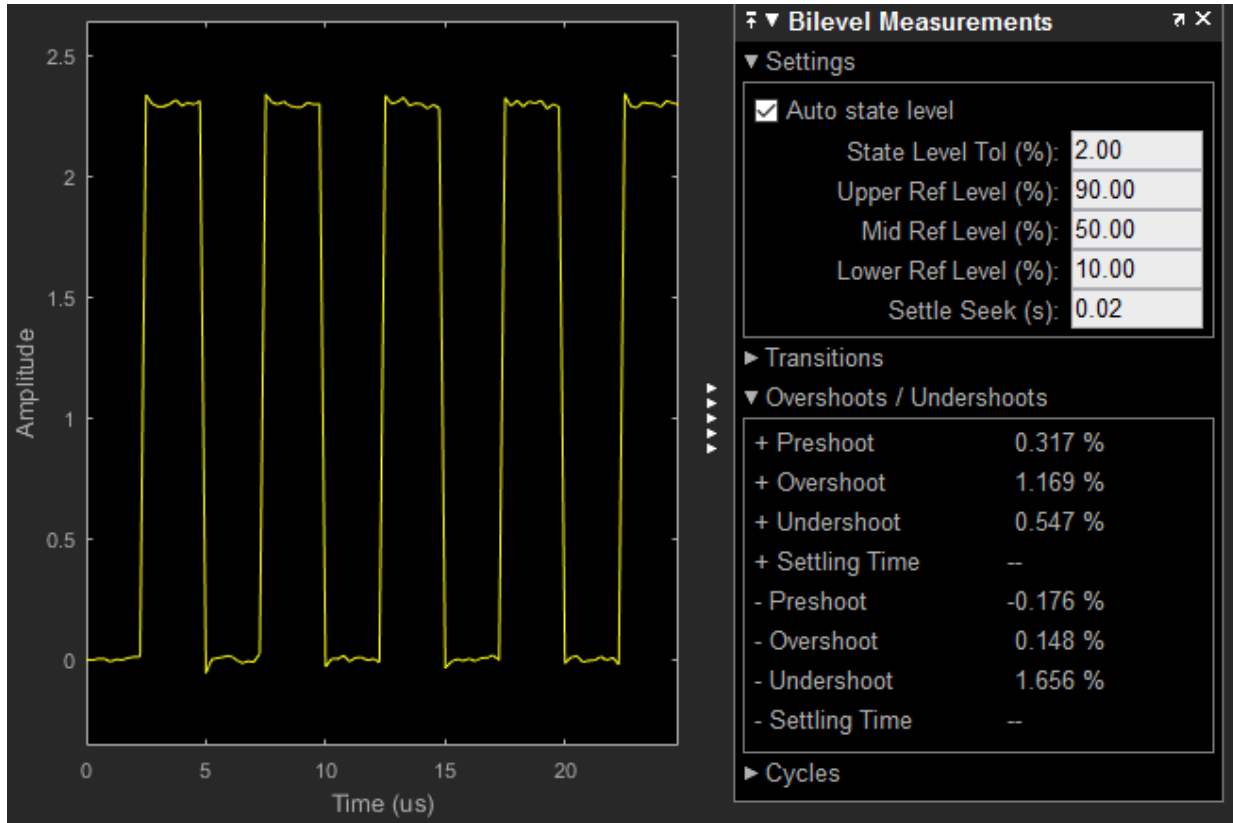 2.5
2
1.5
1
0.5
0
Amplitude
0 5 10 15 20
Time (us)
Bilevel Measurements
Settings
Auto state level
State Level Tol (%): 2.00
Upper Ref Level (%): 90.00
Mid Ref Level (%): 50.00
Lower Ref Level (%): 10.00
Settle Seek (s): 0.02
Transitions
Overshoots / Undershoots
+ Preshoot 0.317 %
+ Overshoot 1.169 %
+ Undershoot 0.547 %
+ Settling Time --
- Preshoot -0.176 %
- Overshoot 0.148 %
- Undershoot 1.656 %
- Settling Time --
Cycles